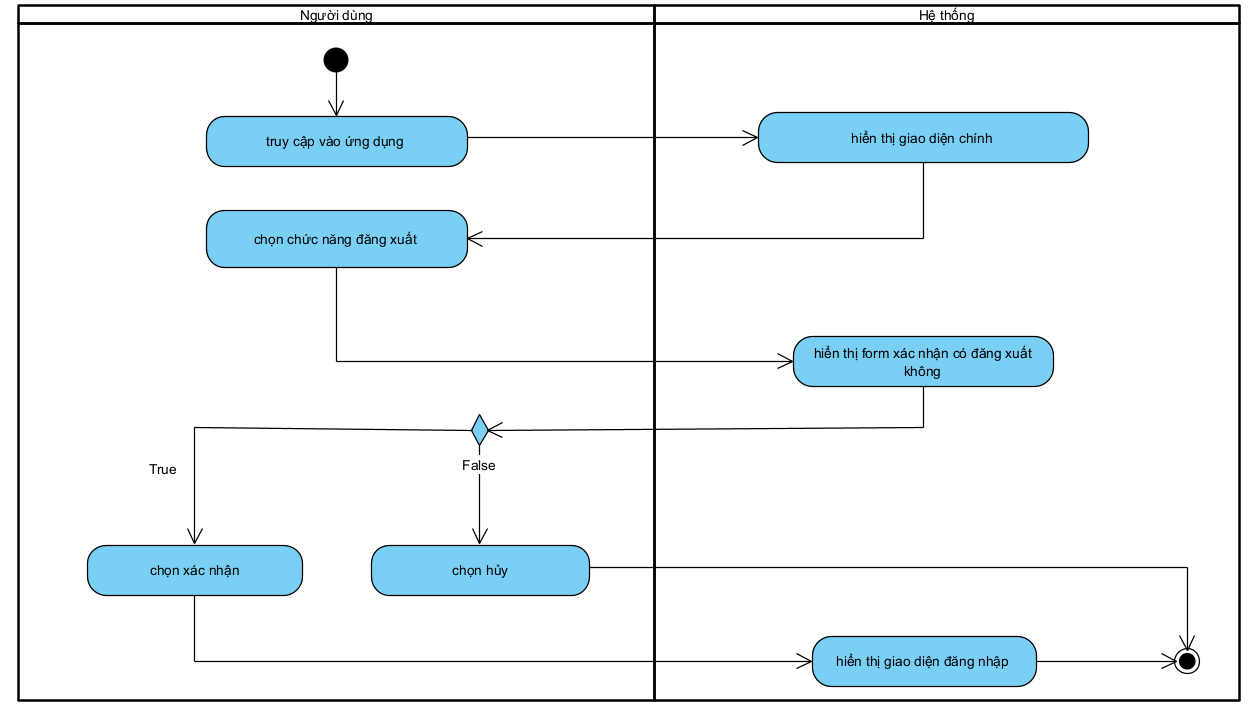 Người dùng
Hệ thống
truy cập vào ứng dụng
hiển thị giao diện chính
chọn chức năng đăng xuất
hiển thị form xác nhận có đăng xuất
không
True
False
chọn xác nhận
chọn hủy
hiển thị giao diện đăng nhập